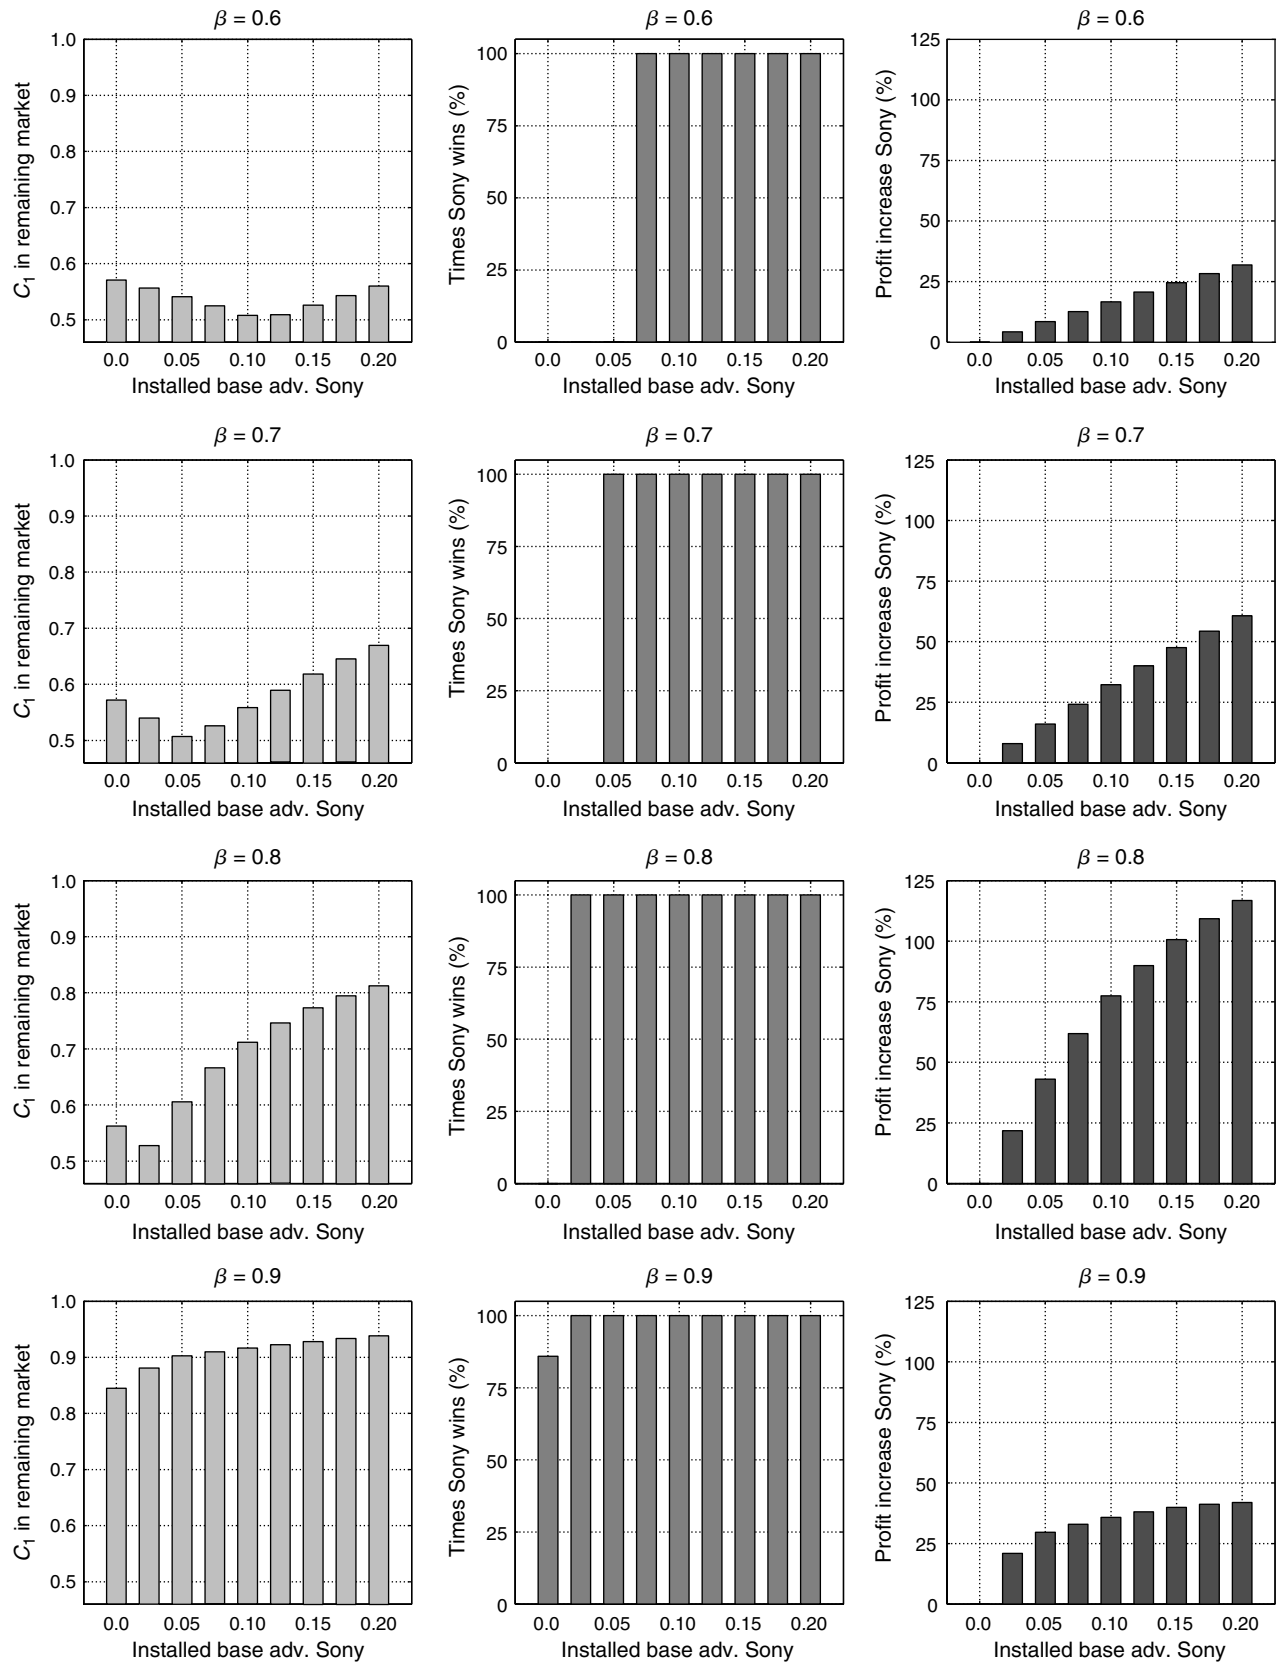 β = 0.6
1.0
0.9
0.8
0.7
0.6
0.5
C1 in remaining market
0.0 0.05 0.10 0.15 0.20
Installed base adv. Sony
β = 0.6
100
75
50
25
0
Times Sony wins (%)
0.0 0.05 0.10 0.15 0.20
Installed base adv. Sony
β = 0.6
125
100
75
50
25
0
Profit increase Sony (%)
0.0 0.05 0.10 0.15 0.20
Installed base adv. Sony
β = 0.7
1.0
0.9
0.8
0.7
0.6
0.5
C1 in remaining market
0.0 0.05 0.10 0.15 0.20
Installed base adv. Sony
β = 0.7
100
75
50
25
0
Times Sony wins (%)
0.0 0.05 0.10 0.15 0.20
Installed base adv. Sony
β = 0.7
125
100
75
50
25
0
Profit increase Sony (%)
0.0 0.05 0.10 0.15 0.20
Installed base adv. Sony
β = 0.8
1.0
0.9
0.8
0.7
0.6
0.5
C1 in remaining market
0.0 0.05 0.10 0.15 0.20
Installed base adv. Sony
β = 0.8
100
75
50
25
0
Times Sony wins (%)
0.0 0.05 0.10 0.15 0.20
Installed base adv. Sony
β = 0.8
125
100
75
50
25
0
Profit increase Sony (%)
0.0 0.05 0.10 0.15 0.20
Installed base adv. Sony
β = 0.9
1.0
0.9
0.8
0.7
0.6
0.5
C1 in remaining market
0.0 0.05 0.10 0.15 0.20
Installed base adv. Sony
β = 0.9
100
75
50
25
0
Times Sony wins (%)
0.0 0.05 0.10 0.15 0.20
Installed base adv. Sony
β = 0.9
125
100
75
50
25
0
Profit increase Sony (%)
0.0 0.05 0.10 0.15 0.20
Installed base adv. Sony